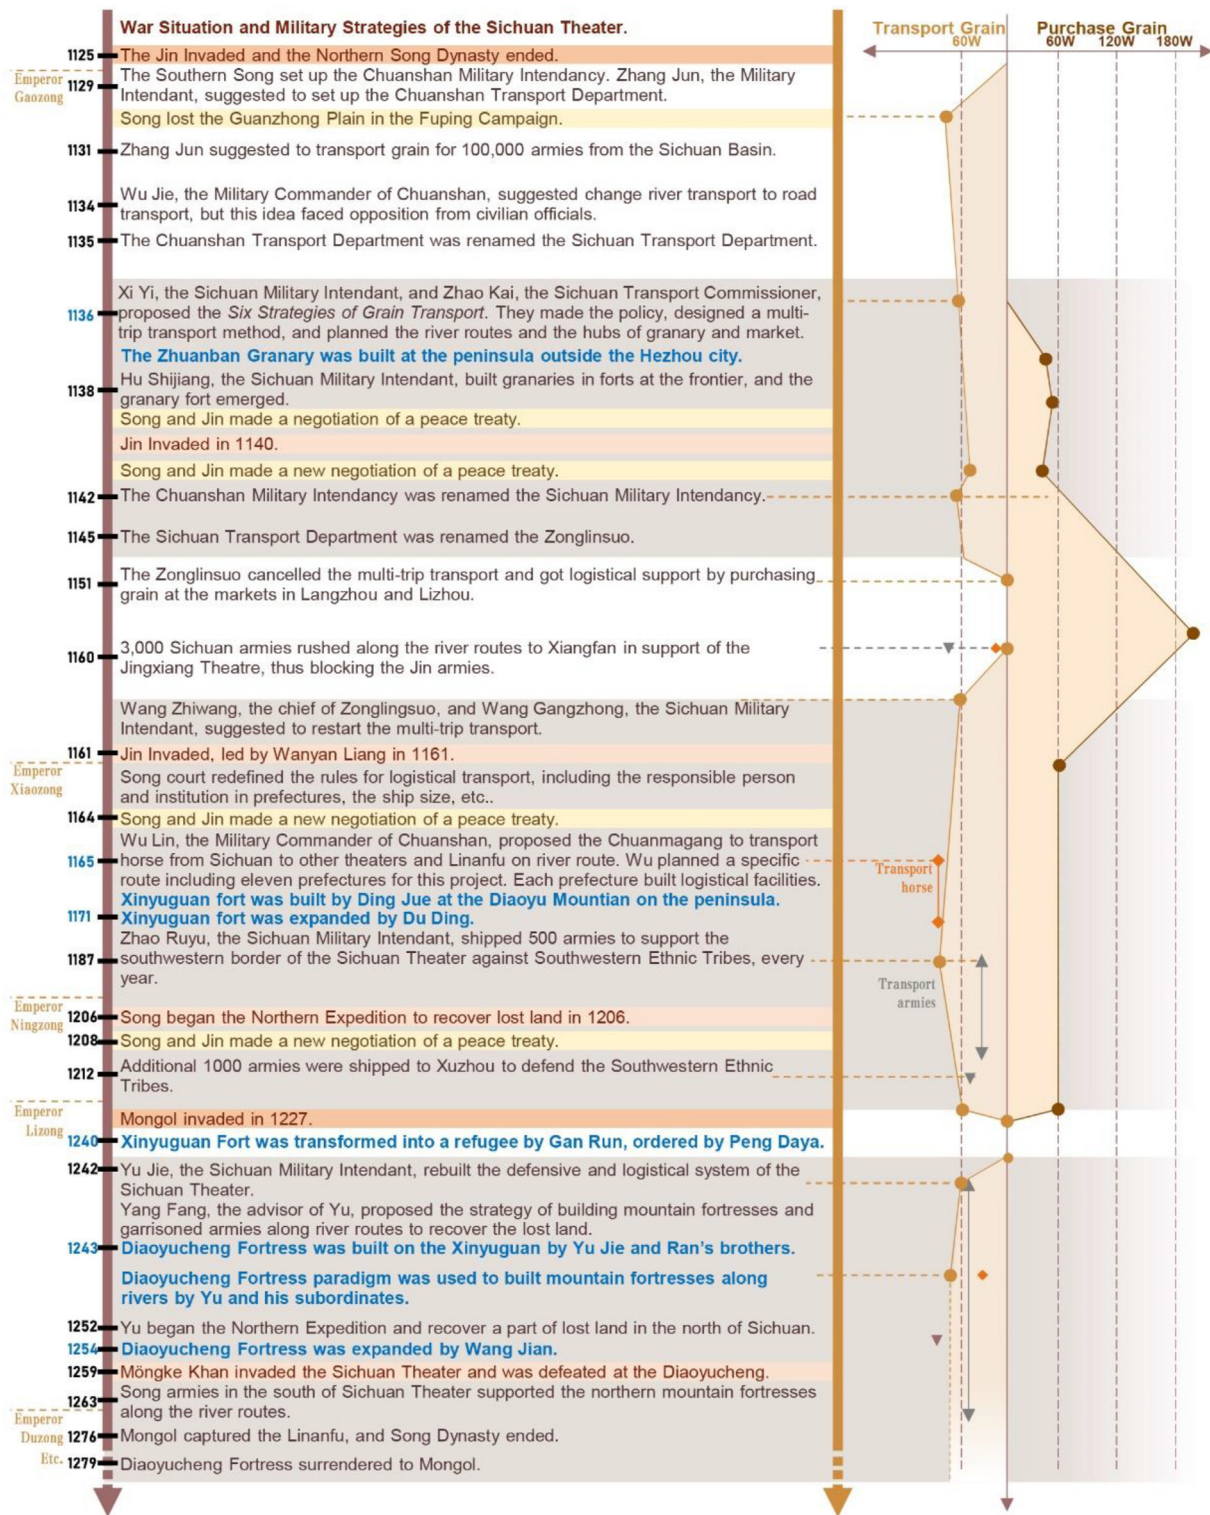 War Situation and Military Strategies of the Sichuan Theater.
Transport Grain
Purchase Grain
60W
60W
120W
180W
1125
The Jin Invaded and the Northern Song Dynasty ended.
Emperor
Gaozong
1129
The Southern Song set up the Chuanshan Military Intendancy. Zhang Jun, the Military
Intendant, suggested to set up the Chuanshan Transport Department.
Song lost the Guanzhong Plain in the Fuping Campaign.
1131
Zhang Jun suggested to transport grain for 100,000 armies from the Sichuan Basin.
1134
Wu Jie, the Military Commander of Chuanshan, suggested change river transport to road
transport, but this idea faced opposition from civilian officials.
1135
The Chuanshan Transport Department was renamed the Sichuan Transport Department.
1136
Xi Yi, the Sichuan Military Intendant, and Zhao Kai, the Sichuan Transport Commissioner,
proposed the Six Strategies of Grain Transport. They made the policy, designed a multi-
trip transport method, and planned the river routes and the hubs of granary and market.
The Zhuanban Granary was built at the peninsula outside the Hezhou city.
1138
Hu Shijiang, the Sichuan Military Intendant, built granaries in forts at the frontier, and the
granary fort emerged.
Song and Jin made a negotiation of a peace treaty.
Jin Invaded in 1140.
Song and Jin made a new negotiation of a peace treaty.
1142
The Chuanshan Military Intendancy was renamed the Sichuan Military Intendancy.
1145
The Sichuan Transport Department was renamed the Zonglinsuo.
1151
The Zonglinsuo cancelled the multi-trip transport and got logistical support by purchasing
grain at the markets in Langzhou and Lizhou.
1160
3,000 Sichuan armies rushed along the river routes to Xiangfan in support of the
Jingxiang Theatre, thus blocking the Jin armies.
Wang Zhiwang, the chief of Zonglingsuo, and Wang Gangzhong, the Sichuan Military
Intendant, suggested to restart the multi-trip transport.
1161
Jin Invaded, led by Wanyan Liang in 1161.
Emperor
Xiaozong
Song court redefined the rules for logistical transport, including the responsible person
and institution in prefectures, the ship size, etc..
1164
Song and Jin made a new negotiation of a peace treaty.
1165
Wu Lin, the Military Commander of Chuanshan, proposed the Chuanmagang to transport
horse from Sichuan to other theaters and Linanfu on river route. Wu planned a specific
route including eleven prefectures for this project. Each prefecture built logistical facilities.
Transport
horse
Xinyuguan fort was built by Ding Jue at the Diaoyu Mountian on the peninsula.
1171
Xinyuguan fort was expanded by Du Ding.
1187
Zhao Ruyu, the Sichuan Military Intendant, shipped 500 armies to support the
southwestern border of the Sichuan Theater against Southwestern Ethnic Tribes, every
year.
Transport
armies
Emperor
Ningzong
1206
Song began the Northern Expedition to recover lost land in 1206.
1208
Song and Jin made a new negotiation of a peace treaty.
1212
Additional 1000 armies were shipped to Xuzhou to defend the Southwestern Ethnic
Tribes.
Emperor
Lizong
Mongol invaded in 1227.
1240
Xinyuguan Fort was transformed into a refugee by Gan Run, ordered by Peng Daya.
1242
Yu Jie, the Sichuan Military Intendant, rebuilt the defensive and logistical system of the
Sichuan Theater.
Yang Fang, the advisor of Yu, proposed the strategy of building mountain fortresses and
garrisoned armies along river routes to recover the lost land.
1243
Diaoyucheng Fortress was built on the Xinyuguan by Yu Jie and Ran's brothers.
Diaoyucheng Fortress paradigm was used to built mountain fortresses along
rivers by Yu and his subordinates.
1252
Yu began the Northern Expedition and recover a part of lost land in the north of Sichuan.
1254
Diaoyucheng Fortress was expanded by Wang Jian.
1259
Möngke Khan invaded the Sichuan Theater and was defeated at the Diaoyucheng.
1263
Song armies in the south of Sichuan Theater supported the northern mountain fortresses
along the river routes.
Emperor
Duzong
Etc.
1276
Mongol captured the Linanfu, and Song Dynasty ended.
1279
Diaoyucheng Fortress surrendered to Mongol.